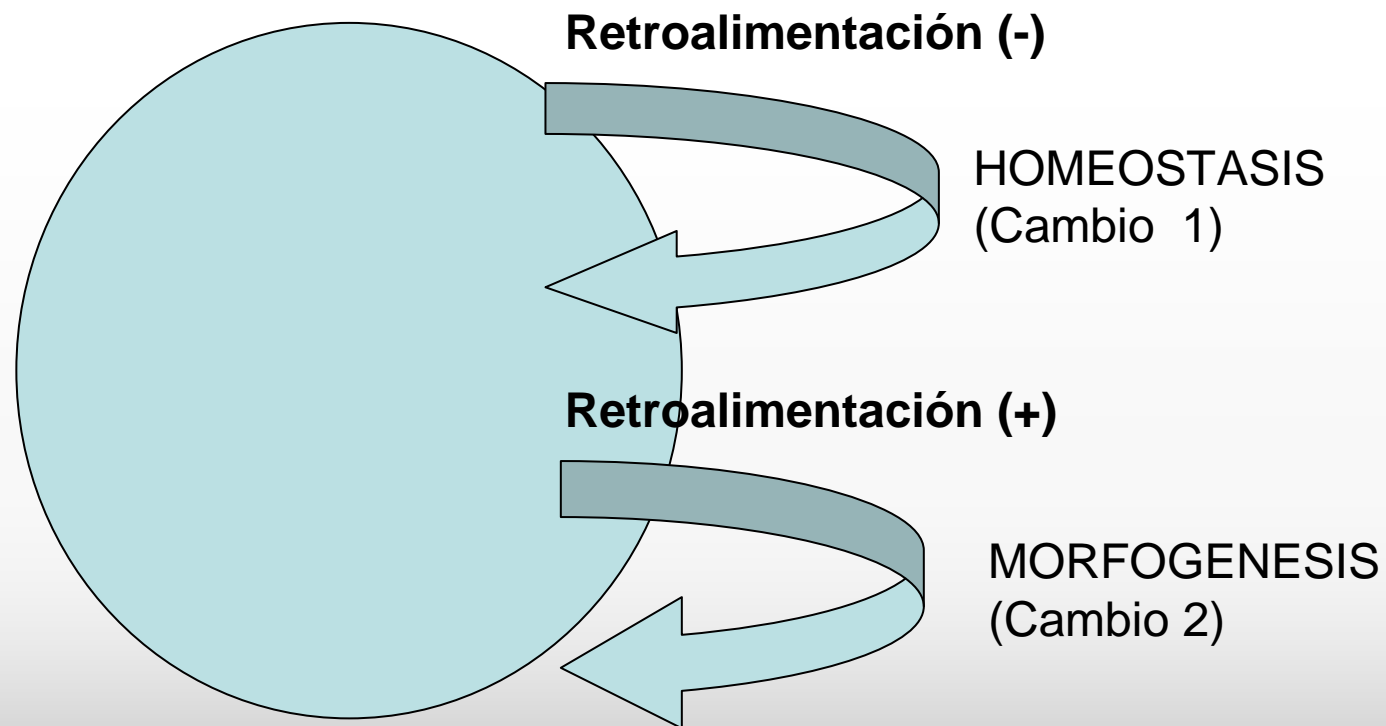 Retroalimentación (-)
HOMEOSTASIS
(Cambio 1)
Retroalimentación (+)
MORFOGENESIS
(Cambio 2)